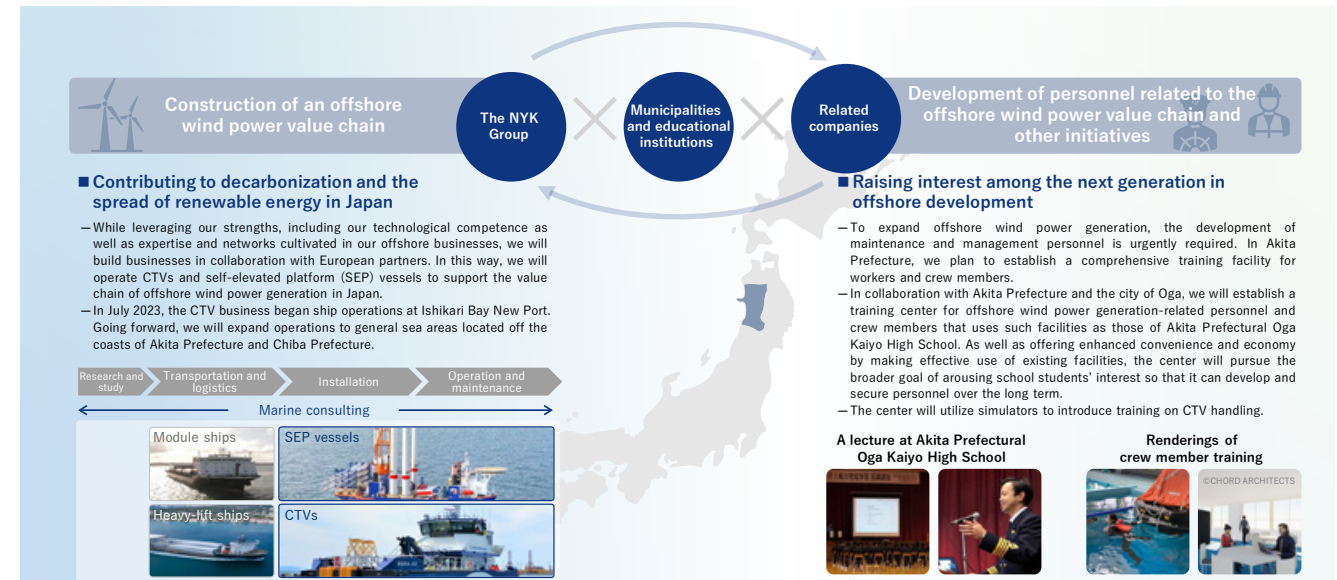 Construction of an offshore
wind power value chain
The NYK
Group
Municipalities
and educational
institutions
Related
companies
Development of personnel related to the
offshore wind power value chain and
other initiatives
■ Contributing to decarbonization and the
spread of renewable energy in Japan
—While leveraging our strengths, including our technological competence as
well as expertise and networks cultivated in our offshore businesses, we will
build businesses in collaboration with European partners. In this way, we will
operate CTVs and self-elevated platform (SEP) vessels to support the value
chain of offshore wind power generation in Japan.
—In July 2023, the CTV business began ship operations at Ishikari Bay New Port.
Going forward, we will expand operations to general sea areas located off the
coasts of Akita Prefecture and Chiba Prefecture.
Research and
study
Transportation and
logistics
Installation
Operation and
maintenance
Marine consulting
Module ships
SEP vessels
Heavy-lift ships
CTVs
■ Raising interest among the next generation in
offshore development
—To expand offshore wind power generation, the development of
maintenance and management personnel is urgently required. In Akita
Prefecture, we plan to establish a comprehensive training facility for
workers and crew members.
—In collaboration with Akita Prefecture and the city of Oga, we will establish a
training center for offshore wind power generation-related personnel and
crew members that uses such facilities as those of Akita Prefectural Oga
Kaiyo High School. As well as offering enhanced convenience and economy
by making effective use of existing facilities, the center will pursue the
broader goal of arousing school students' interest so that it can develop and
secure personnel over the long term.
—The center will utilize simulators to introduce training on CTV handling.
A lecture at Akita Prefectural
Oga Kaiyo High School
Renderings of
crew member training
©CHORD ARCHITECTS